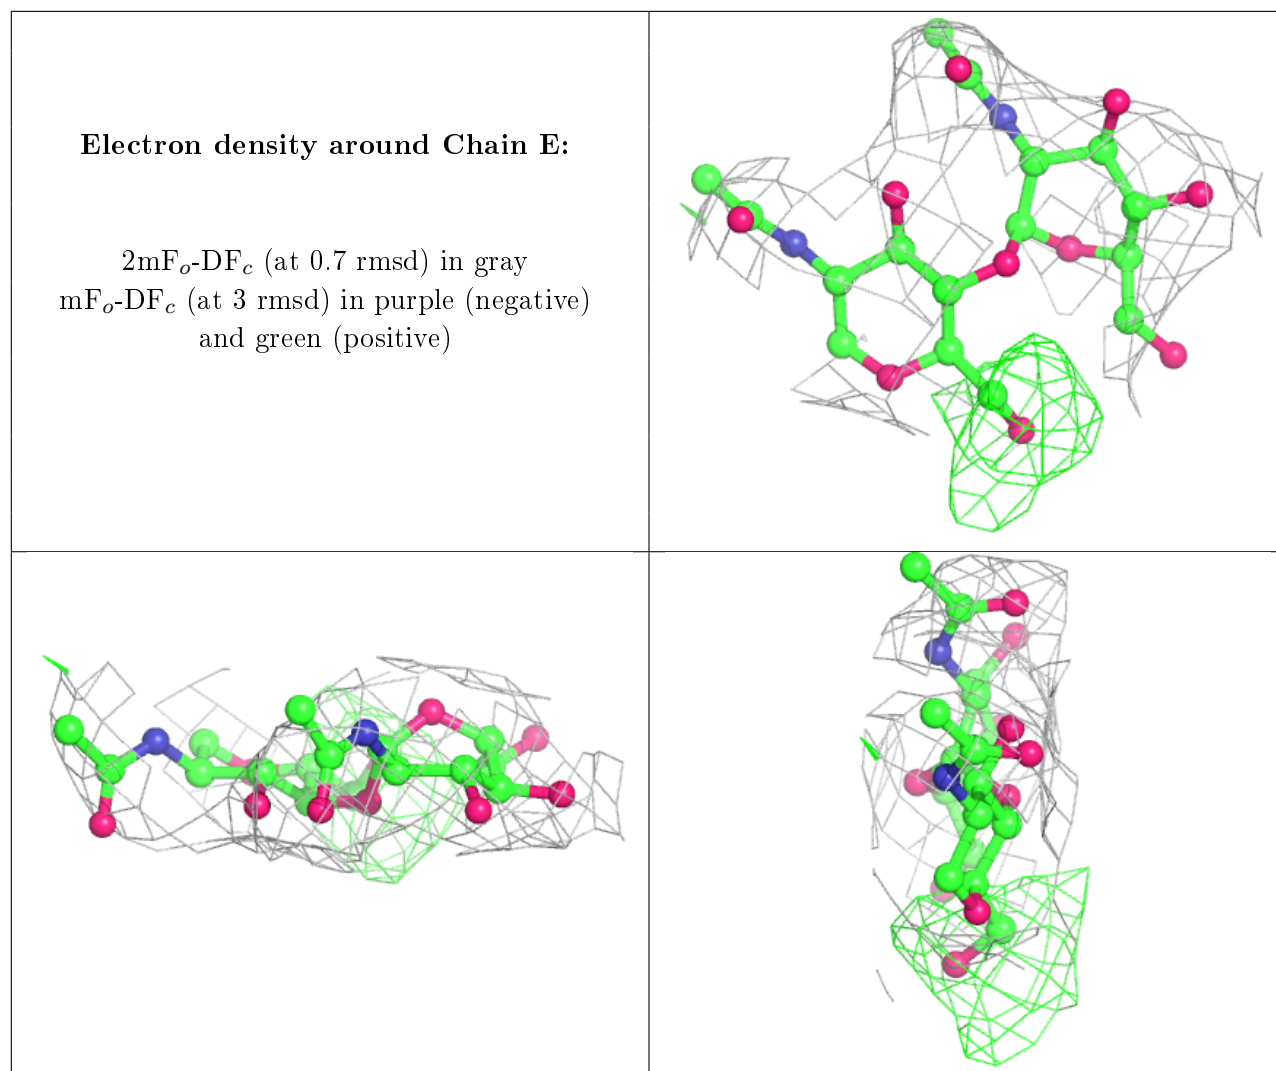 Electron density around Chain E:
2mFo-DFc (at 0.7 rmsd) in gray
mFo-DFc (at 3 rmsd) in purple (negative)
and green (positive)